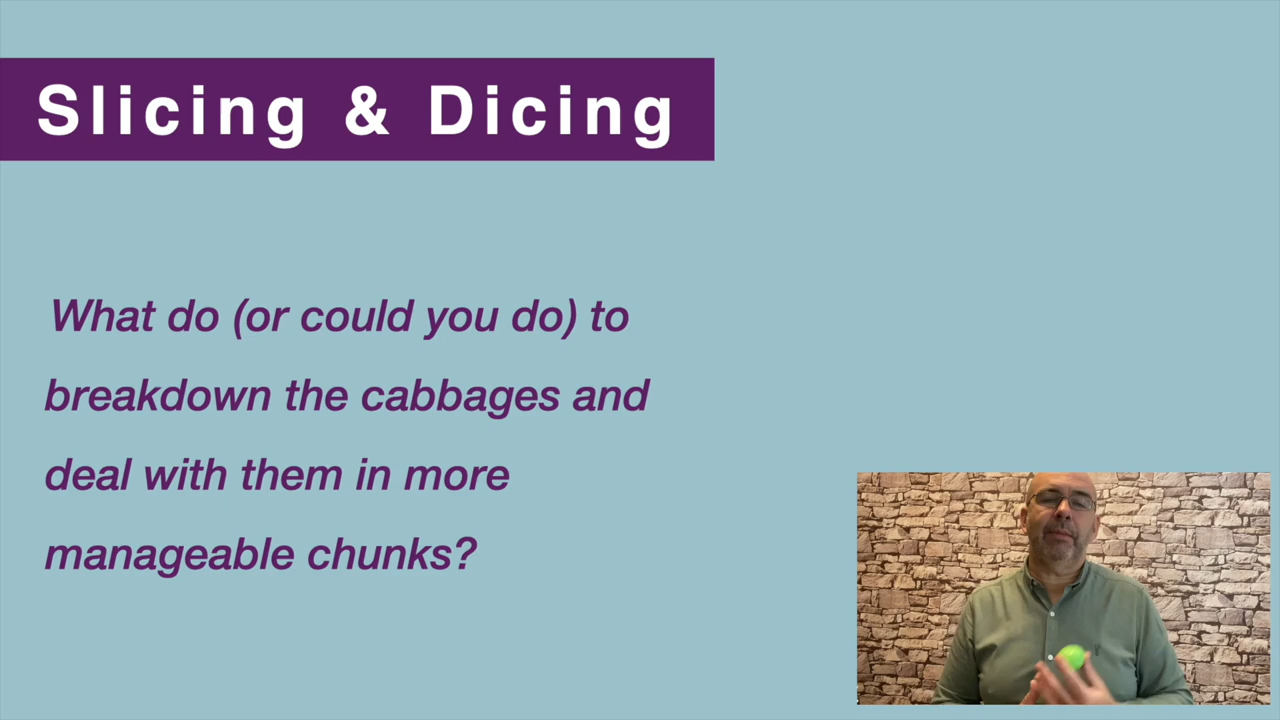 Slicing & Dicing
What do (or could you do) to
breakdown the cabbages and
deal with them in more
manageable chunks?